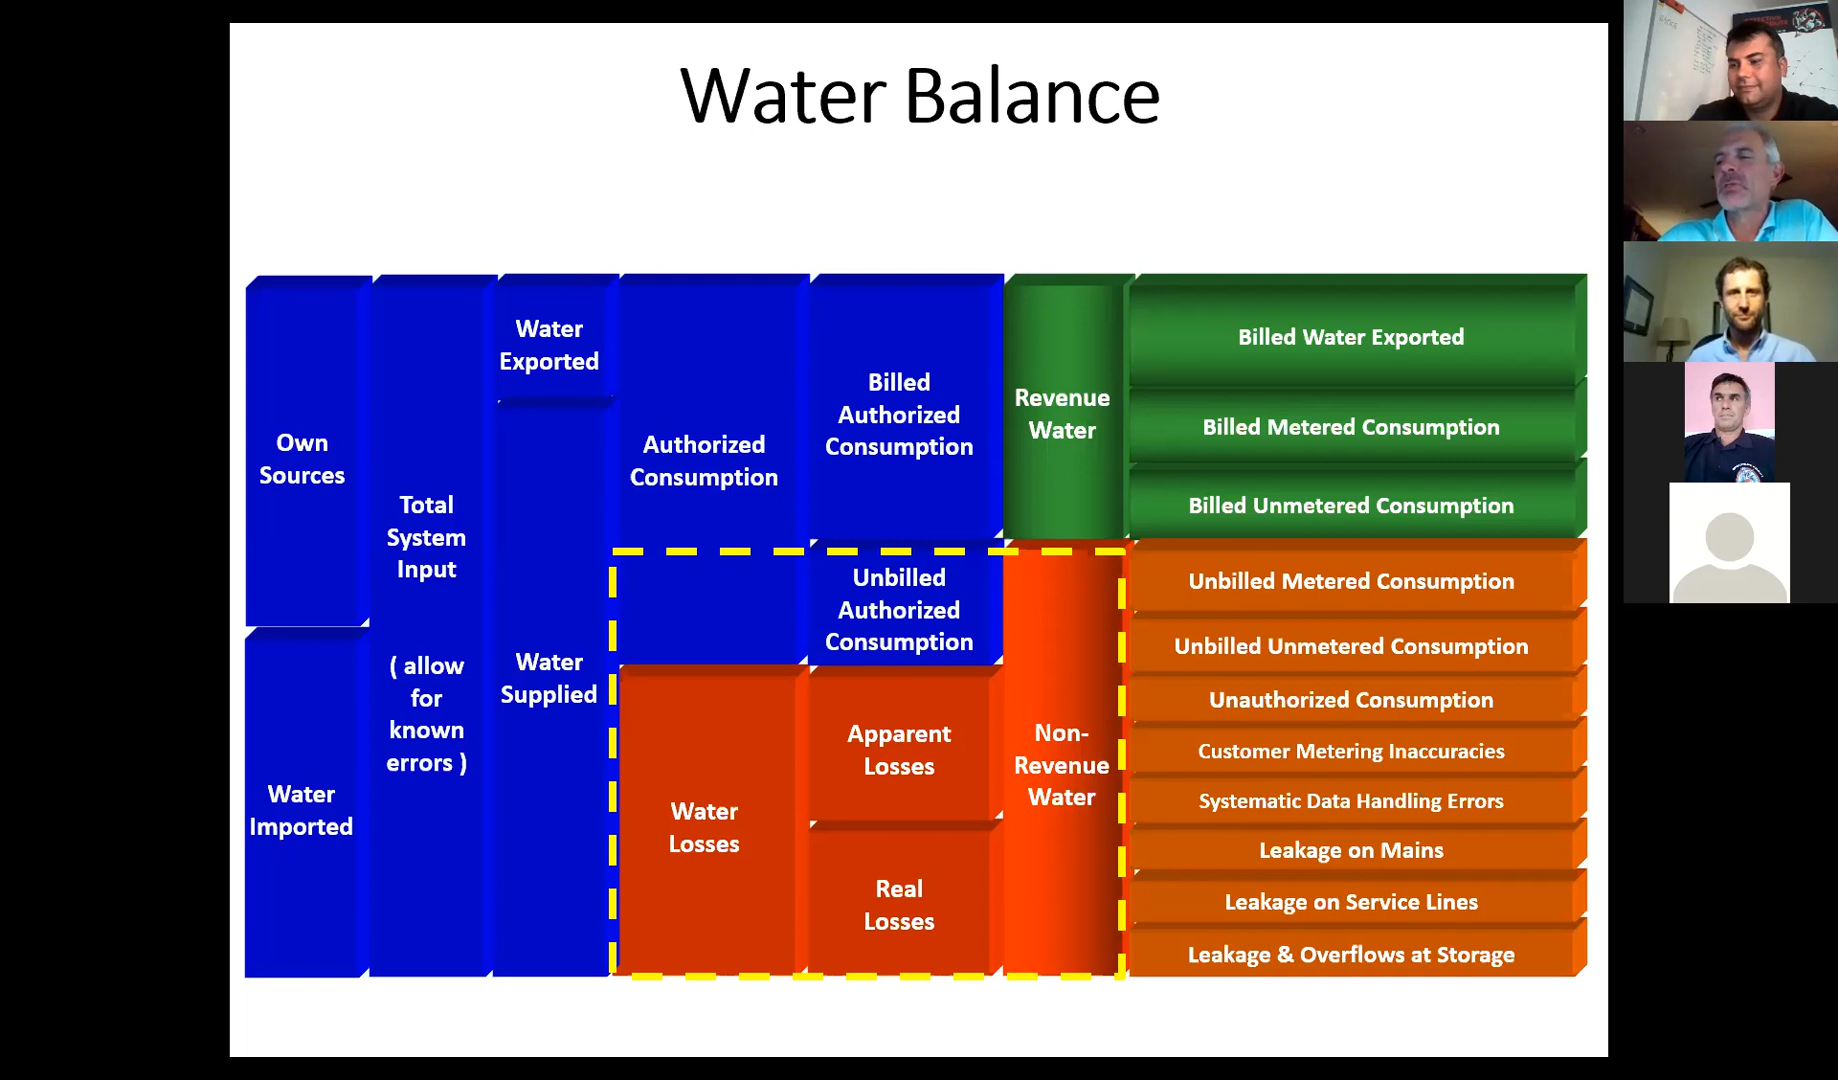 Water Balance
Own
Sources
Water
Imported
Total
System
Input
( allow
for
known
errors )
Water
Exported
Water
Supplied
Authorized
Consumption
Water
Losses
Billed
Authorized
Consumption
Unbilled
Authorized
Consumption
Apparent
Losses
Real
Losses
Revenue
Water
Non-
Revenue
Water
Billed Water Exported
Billed Metered Consumption
Billed Unmetered Consumption
Unbilled Metered Consumption
Unbilled Unmetered Consumption
Unauthorized Consumption
Customer Metering Inaccuracies
Systematic Data Handling Errors
Leakage on Mains
Leakage on Service Lines
Leakage & Overflows at Storage